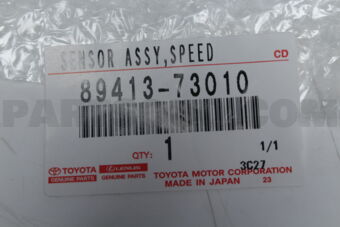 SENSOR ASSY,SPEED
CD
89413-73010
QTY: 1
1/1
3C27
TOYOTA
GENUINE PARTS
LEXUS
GENUINE PARTS
TOYOTA MOTOR CORPORATION
MADE IN JAPAN
23